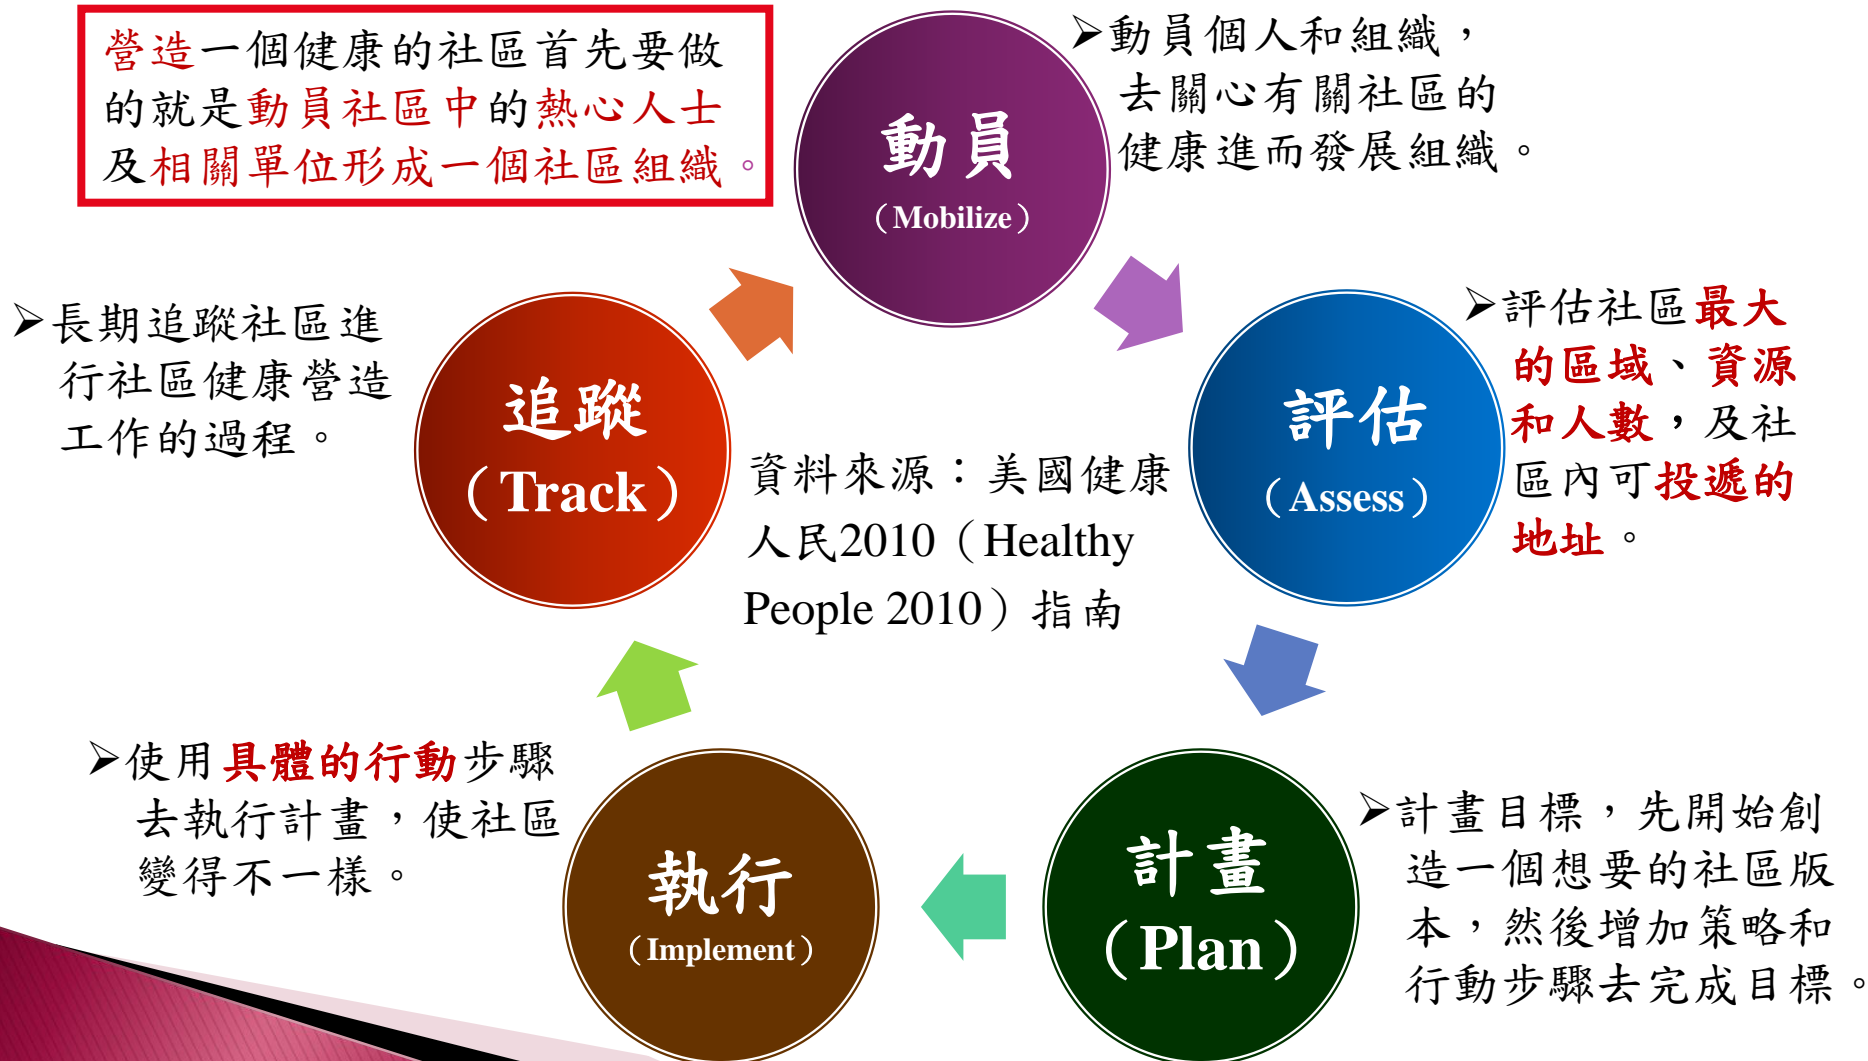 營造一個健康的社區首先要做
的就是動員社區中的熱心人士
及相關單位形成一個社區組織。
動員
（Mobilize）
➢動員個人和組織，
去關心有關社區的
健康進而發展組織。
評估
（Assess）
➢評估社區最大
的區域、資源
和人數，及社
區內可投遞的
地址。
計畫
（Plan）
➢計畫目標，先開始創
造一個想要的社區版
本，然後增加策略和
行動步驟去完成目標。
執行
（Implement）
➢使用具體的行動步驟
去執行計畫，使社區
變得不一樣。
追蹤
（Track）
➢長期追蹤社區進
行社區健康營造
工作的過程。
資料來源：美國健康
人民2010（Healthy
People 2010）指南